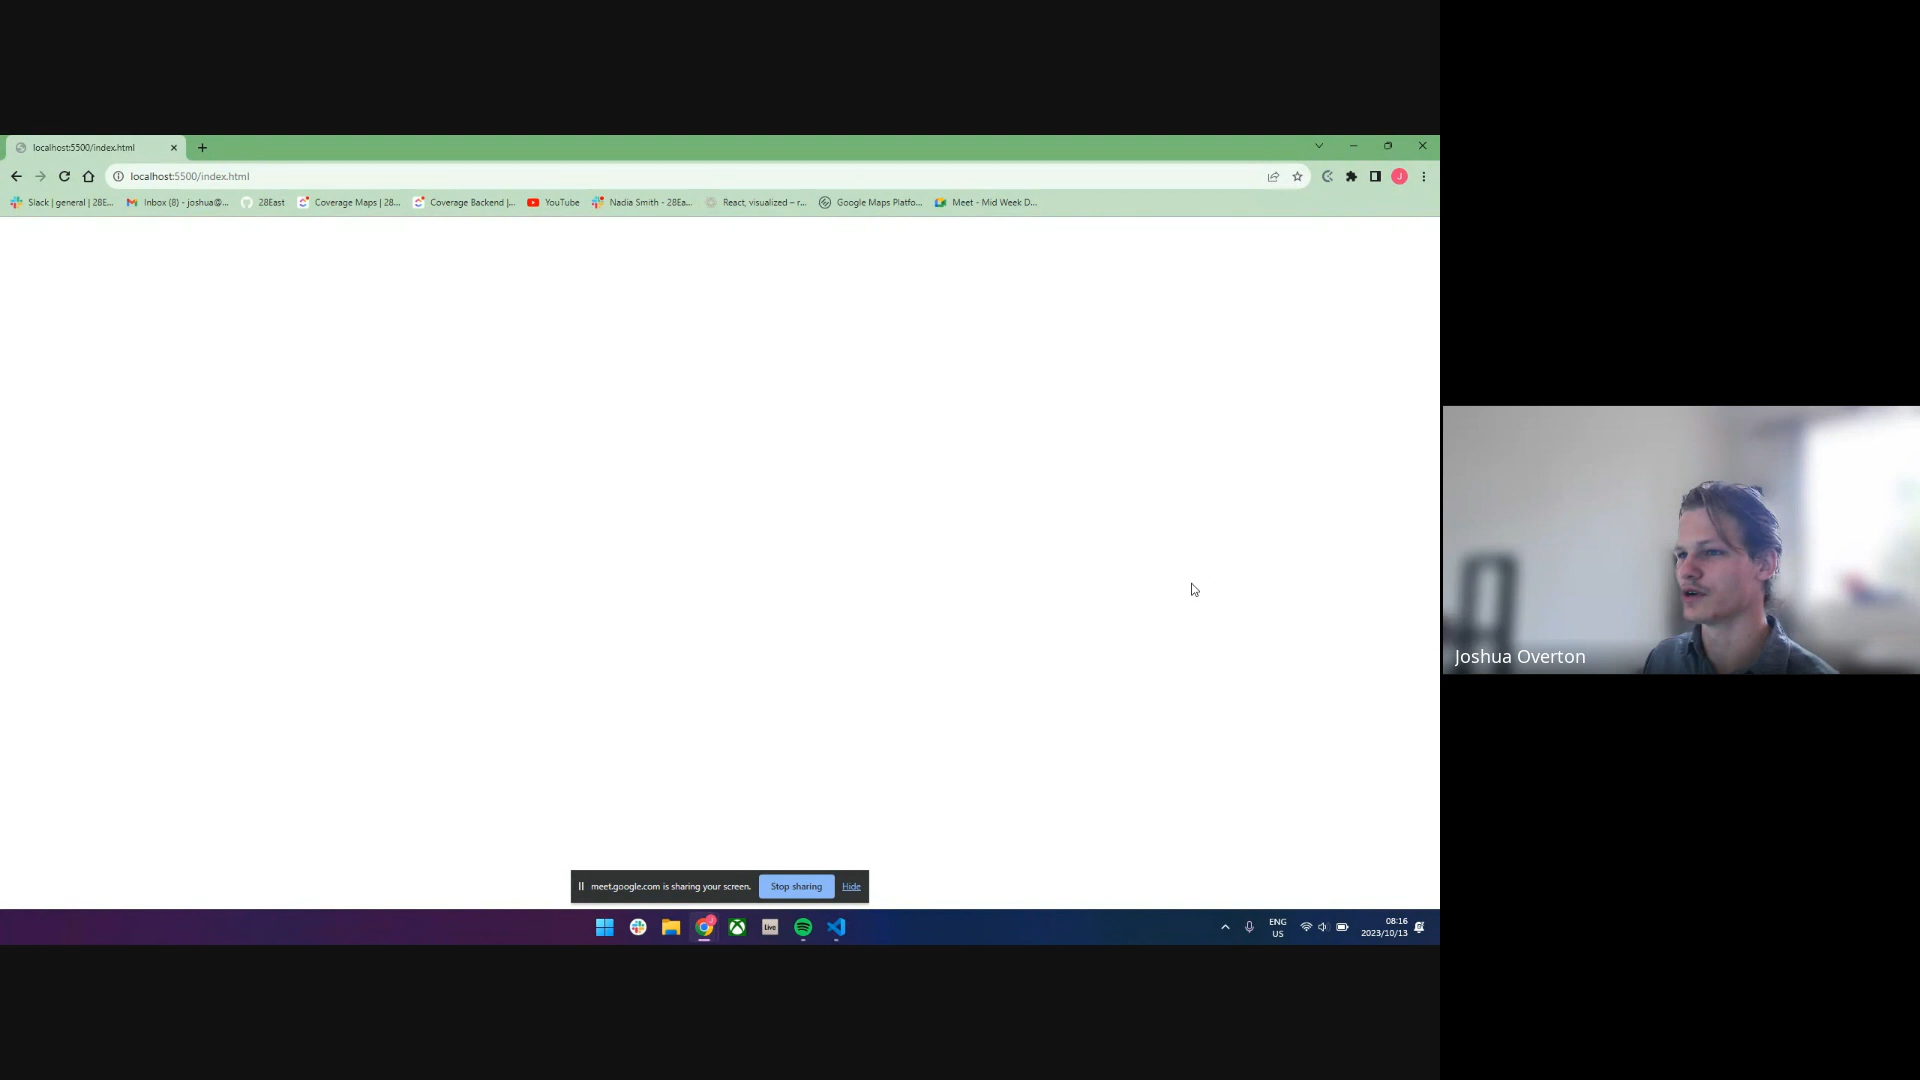 localhost:5500/index.html
localhost:5500/index.html
J
Slack | general | 28E... Inbox (8) - joshua@... 28East Coverage Maps | 28... Coverage Backend |... YouTube Nadia Smith - 28Ea... React, visualized – r... Google Maps Platfo... Meet - Mid Week D...
Joshua Overton
meet.google.com is sharing your screen. Stop sharing Hide
Live
ENG
US
08:16
2023/10/13